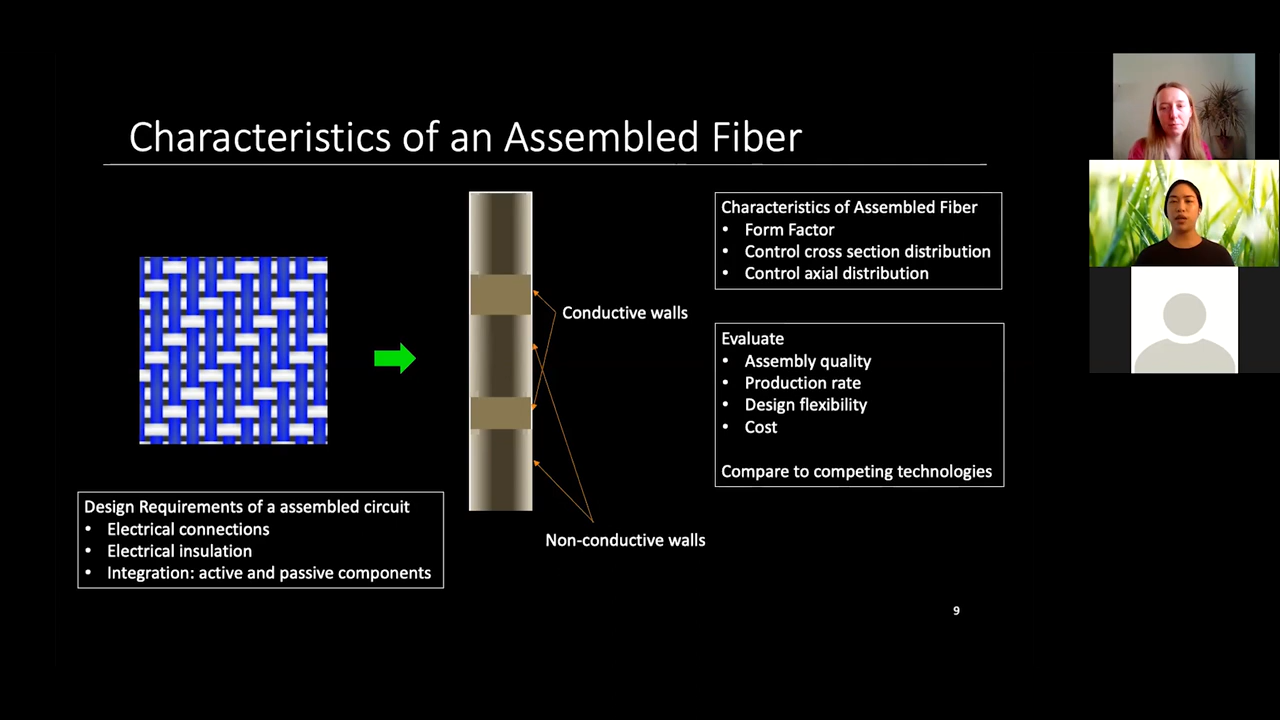 Characteristics of an Assembled Fiber
Characteristics of Assembled Fiber
• Form Factor
• Control cross section distribution
• Control axial distribution
Conductive walls
Evaluate
• Assembly quality
• Production rate
• Design flexibility
• Cost
Compare to competing technologies
Design Requirements of a assembled circuit
• Electrical connections
• Electrical insulation
• Integration: active and passive components
Non-conductive walls
9